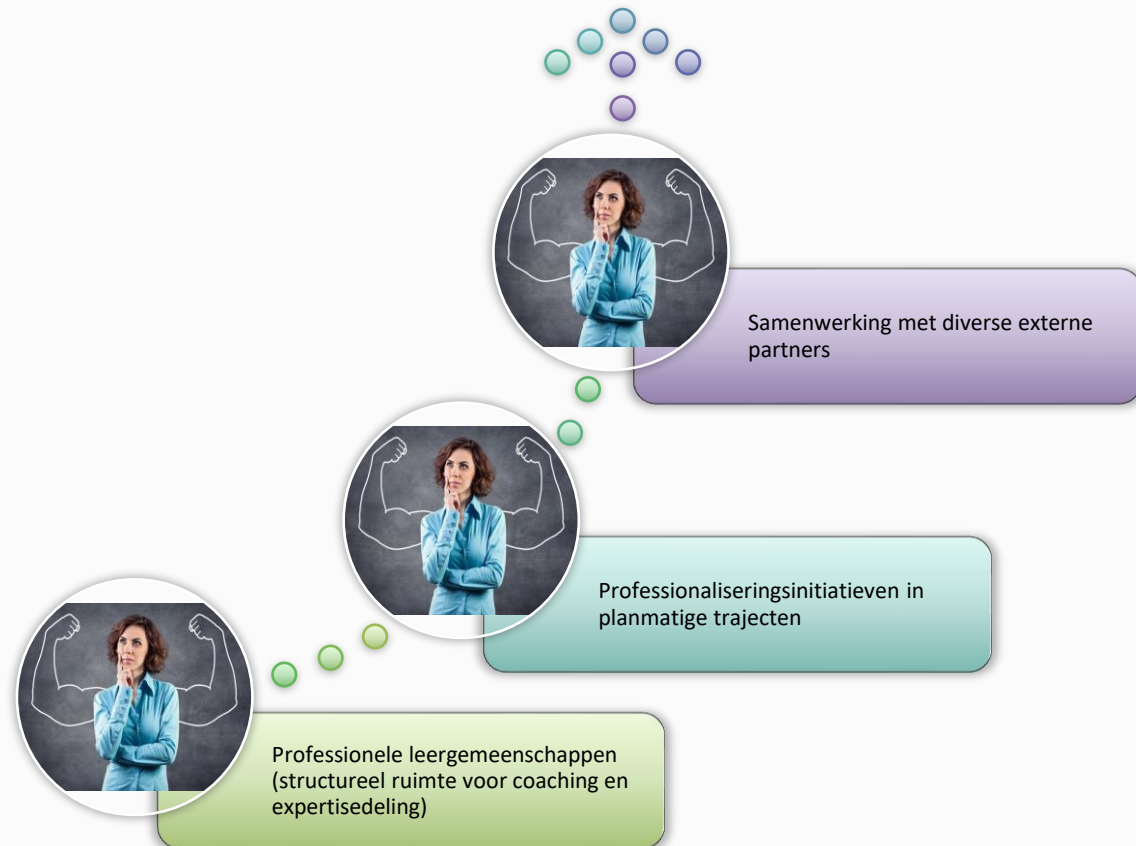 Samenwerking met diverse externe
partners
Professionaliseringsinitiatieven in
planmatige trajecten
Professionele leergemeenschappen
(structureel ruimte voor coaching en
expertisedeling)